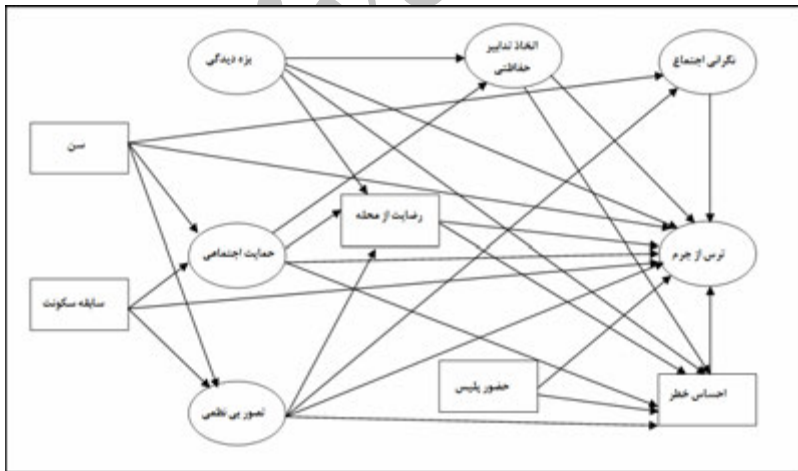 نگرانی اجتماع
اتخاذ تدابیر
حفاظتی
بزه دیدگی
سن
رضایت از محله
ترس از جرم
حمایت اجتماعی
سابقه سکونت
احساس خطر
حضور پلیس
تصور بی نظمی